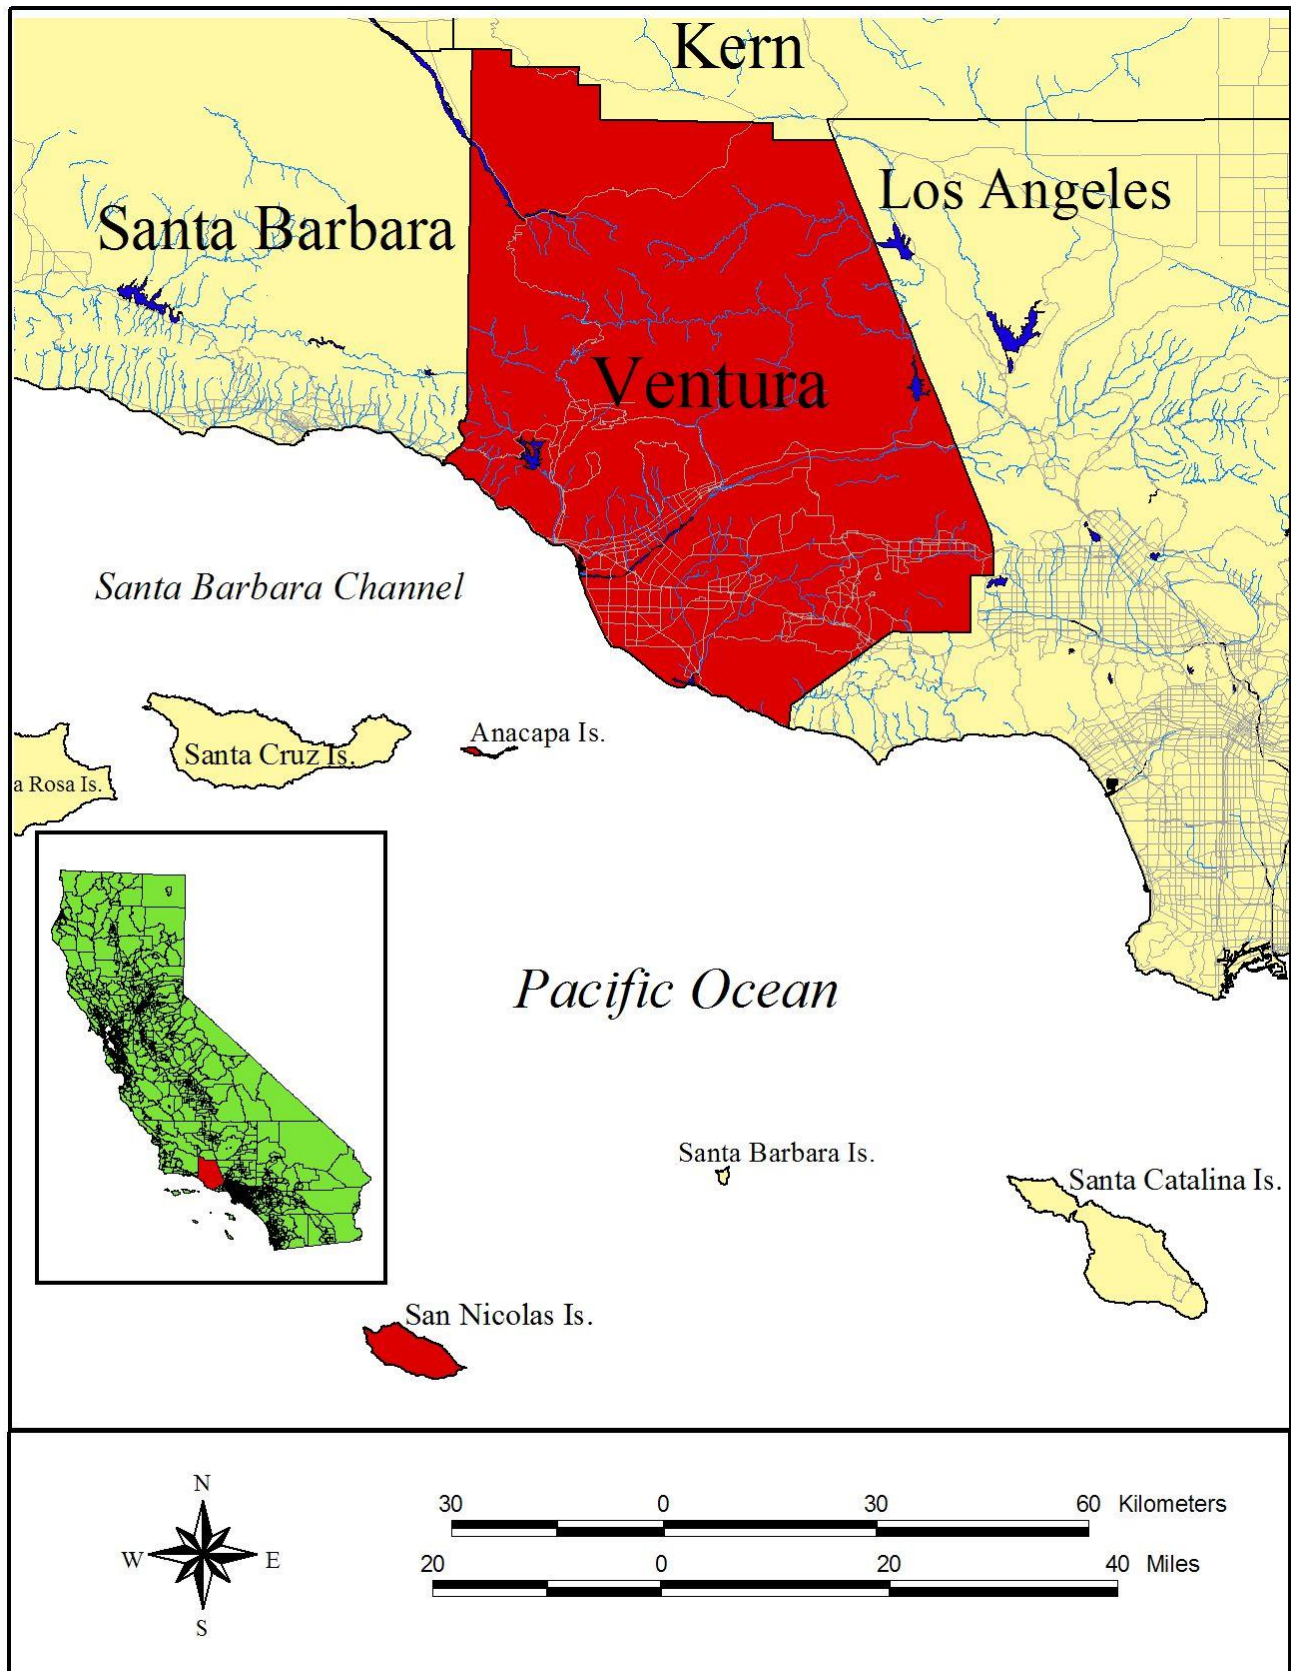 Kern
Los Angeles
Santa Barbara
Ventura
Santa Barbara Channel
Anacapa Is.
Santa Cruz Is.
a Rosa Is.
Pacific Ocean
Santa Barbara Is.
Santa Catalina Is.
San Nicolas Is.
N
W E
S
30 0 30 60 Kilometers
20 0 20 40 Miles